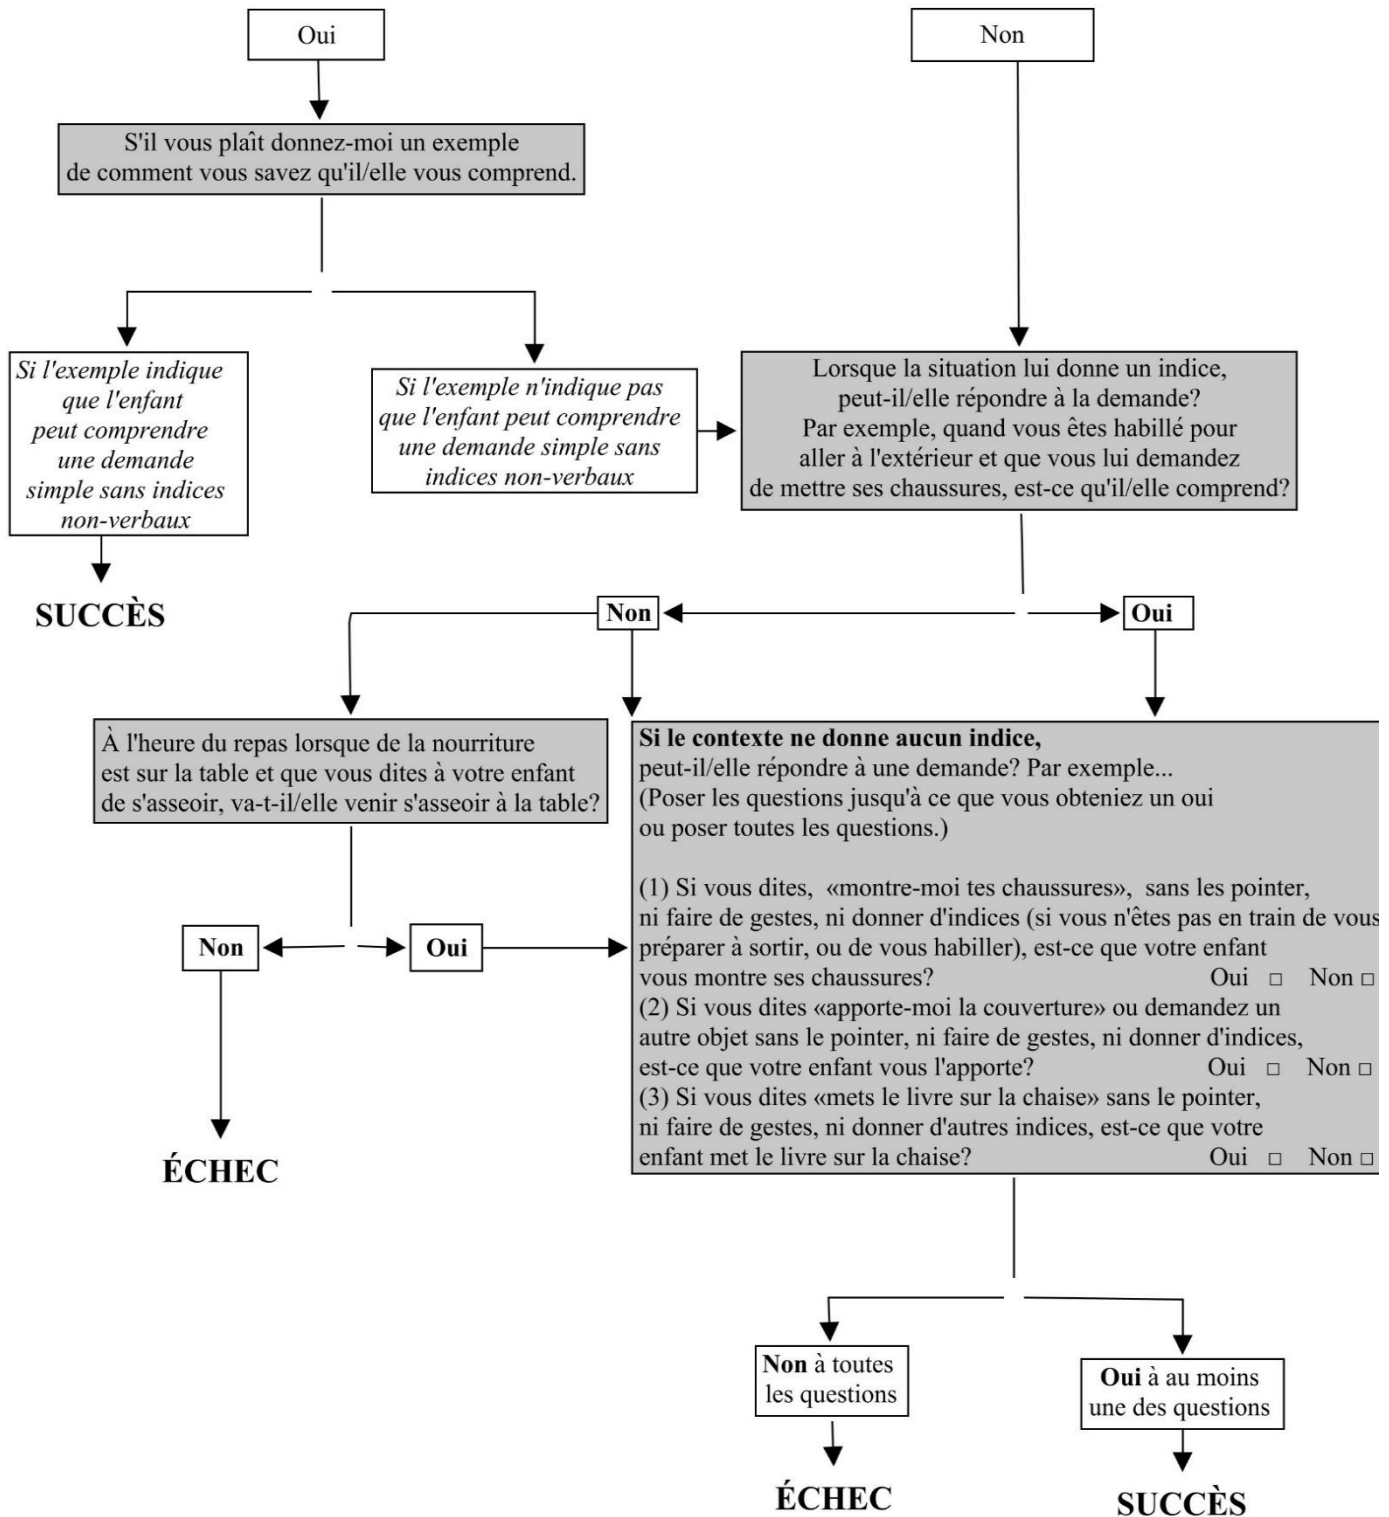 Oui
Non
S'il vous plaît donnez-moi un exemple
de comment vous savez qu'il/elle vous comprend.
Si l'exemple indique
que l'enfant
peut comprendre
une demande
simple sans indices
non-verbaux
Si l'exemple n'indique pas
que l'enfant peut comprendre
une demande simple sans
indices non-verbaux
Lorsque la situation lui donne un indice,
peut-il/elle répondre à la demande?
Par exemple, quand vous êtes habillé pour
aller à l'extérieur et que vous lui demandez
de mettre ses chaussures, est-ce qu'il/elle comprend?
SUCCÈS
Non
Oui
À l'heure du repas lorsque de la nourriture
est sur la table et que vous dites à votre enfant
de s'asseoir, va-t-il/elle venir s'asseoir à la table?
Non
Oui
ÉCHEC
Si le contexte ne donne aucun indice,
peut-il/elle répondre à une demande? Par exemple...
(Poser les questions jusqu'à ce que vous obteniez un oui
ou poser toutes les questions.)
(1) Si vous dites, «montre-moi tes chaussures», sans les pointer,
ni faire de gestes, ni donner d'indices (si vous n'êtes pas en train de vous
préparer à sortir, ou de vous habiller), est-ce que votre enfant
vous montre ses chaussures? Oui □ Non □
(2) Si vous dites «apporte-moi la couverture» ou demandez un
autre objet sans le pointer, ni faire de gestes, ni donner d'indices,
est-ce que votre enfant vous l'apporte? Oui □ Non □
(3) Si vous dites «mets le livre sur la chaise» sans le pointer,
ni faire de gestes, ni donner d'autres indices, est-ce que votre
enfant met le livre sur la chaise? Oui □ Non □
Non à toutes
les questions
Oui à au moins
une des questions
ÉCHEC
SUCCÈS